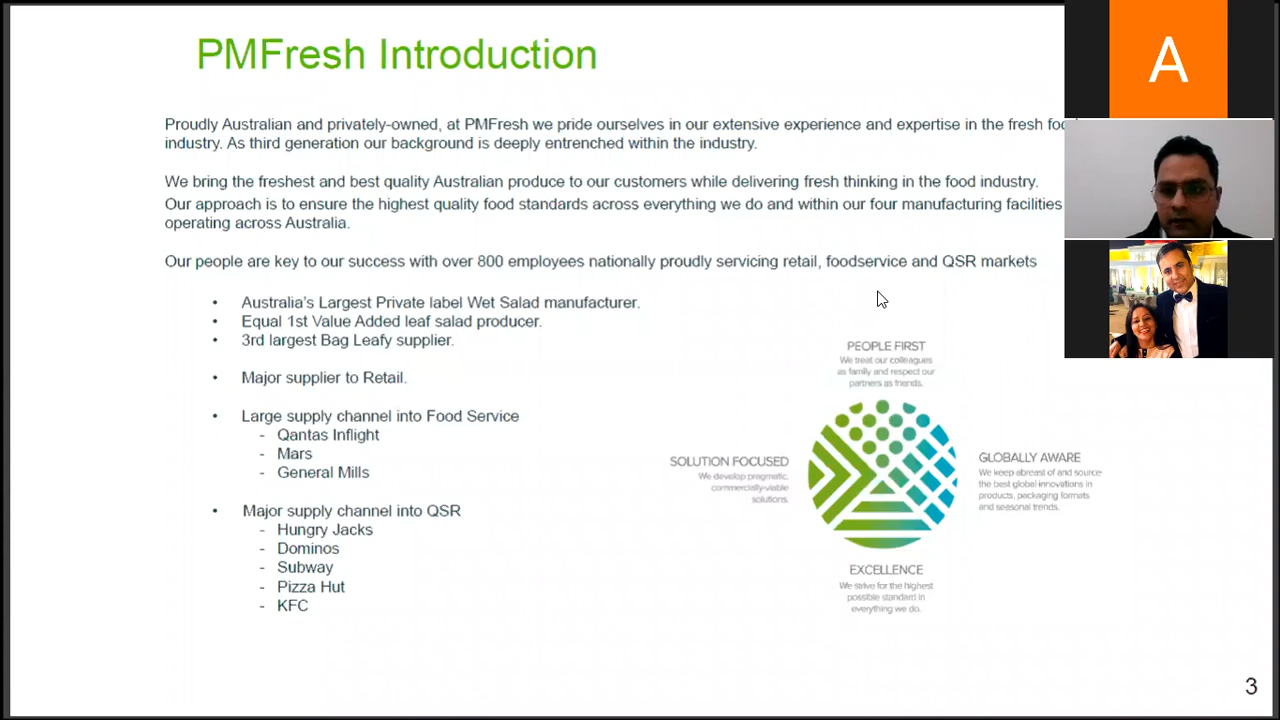 PMFresh Introduction
A
Proudly Australian and privately-owned, at PMFresh we pride ourselves in our extensive experience and expertise in the fresh
industry. As third generation our background is deeply entrenched within the industry.
We bring the freshest and best quality Australian produce to our customers while delivering fresh thinking in the food industry.
Our approach is to ensure the highest quality food standards across everything we do and within our four manufacturing facilities
operating across Australia.
Our people are key to our success with over 800 employees nationally proudly servicing retail, foodservice and QSR markets
• Australia's Largest Private label Wet Salad manufacturer.
• Equal 1st Value Added leaf salad producer.
• 3rd largest Bag Leafy supplier.
• Major supplier to Retail.
• Large supply channel into Food Service
- Qantas Inflight
- Mars
- General Mills
• Major supply channel into QSR
- Hungry Jacks
- Dominos
- Subway
- Pizza Hut
- KFC
PEOPLE FIRST
We treat our colleagues
as family and respect our
partners as friends.
SOLUTION FOCUSED
We develop pragmatic,
commercially-viable
solutions.
GLOBALLY AWARE
We keep abreast of and source
the best global innovations in
products, packaging formats
and seasonal trends.
EXCELLENCE
We strive for the highest
possible standard in
everything we do.
3